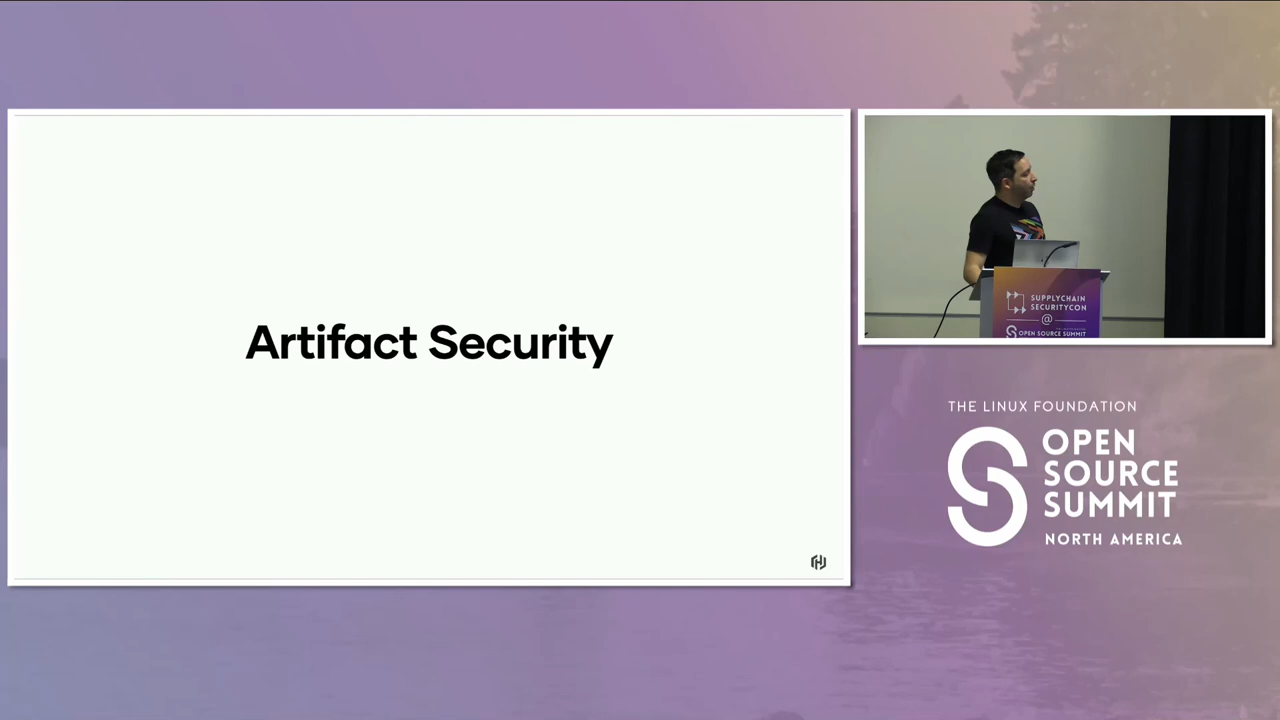 Artifact Security
SUPPLYCHAIN
SECURITYCON
@
OPEN SOURCE SUMMIT
THE LINUX FOUNDATION
OPEN
SOURCE
SUMMIT
NORTH AMERICA